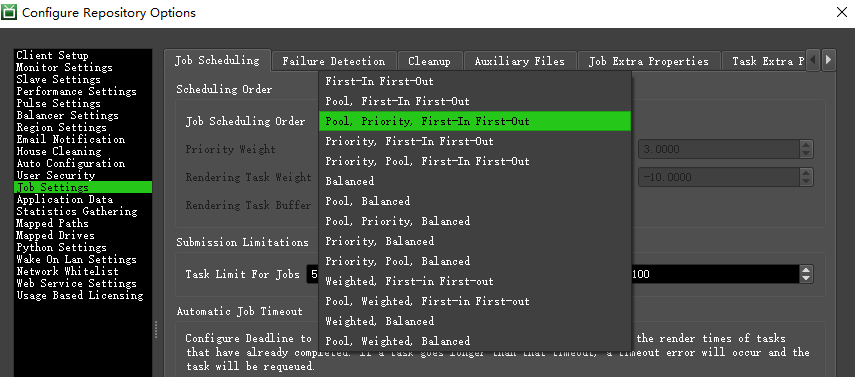 Configure Repository Options
Client Setup
Monitor Settings
Slave Settings
Performance Settings
Pulse Settings
Balancer Settings
Region Settings
Email Notification
House Cleaning
Auto Configuration
User Security
Job Settings
Application Data
Statistics Gathering
Mapped Paths
Mapped Drives
Python Settings
Wake On Lan Settings
Network Whitelist
Web Service Settings
Usage Based Licensing
Job Scheduling Failure Detection Cleanup Auxiliary Files Job Extra Properties Task Extra P
Scheduling Order
Job Scheduling Order
Priority Weight 3.0000
Rendering Task Weight -10.0000
Rendering Task Buffer
First-In First-Out
Pool, First-In First-Out
Pool, Priority, First-In First-Out
Priority, First-In First-Out
Priority, Pool, First-In First-Out
Balanced
Pool, Balanced
Pool, Priority, Balanced
Priority, Balanced
Priority, Pool, Balanced
Weighted, First-in First-out
Pool, Weighted, First-in First-out
Weighted, Balanced
Pool, Weighted, Balanced
Submission Limitations
Task Limit For Jobs 5 100
Automatic Job Timeout
Configure Deadline to the render times of tasks
that have already completed. If a task goes longer than that timeout, a timeout error will occur and the
task will be requeued.